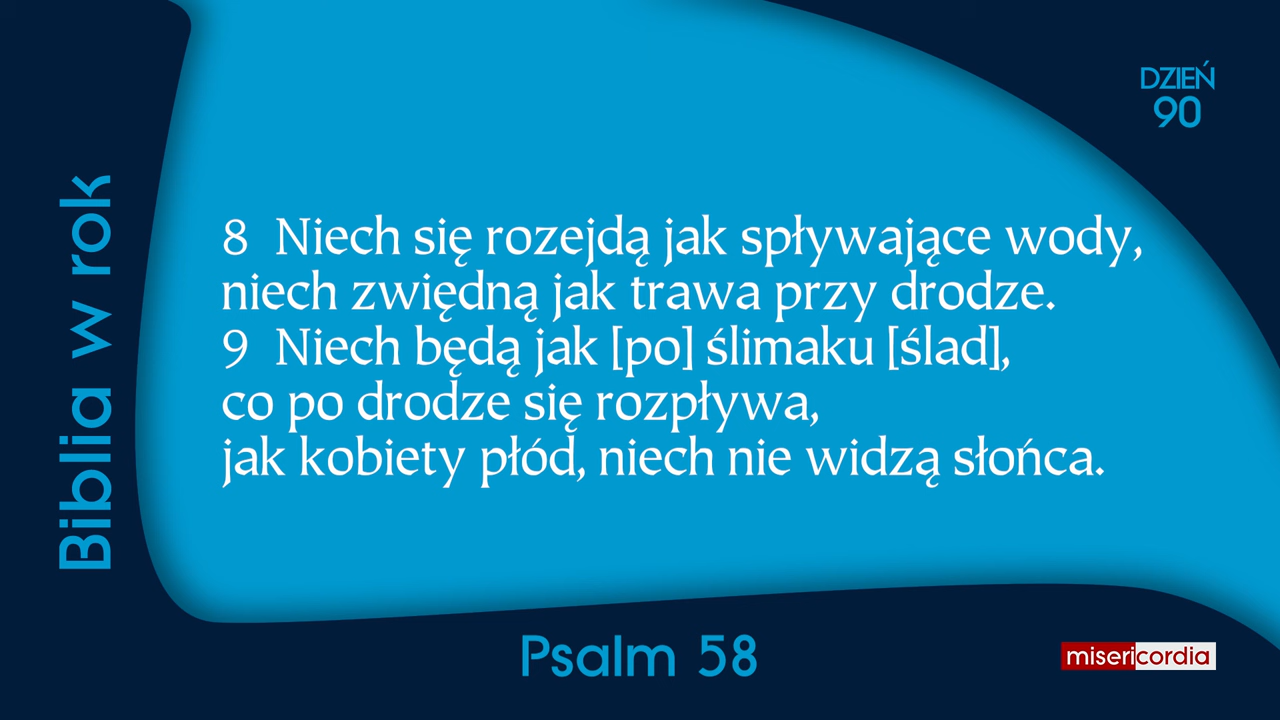 DZIEŃ
90
Biblia w rok
8 Niech się rozejdą jak spływające wody,
niech zwiędną jak trawa przy drodze.
9 Niech będą jak [po] ślimaku [ślad],
co po drodze się rozpływa,
jak kobiety płód, niech nie widzą słońca.
Psalm 58
misericordia